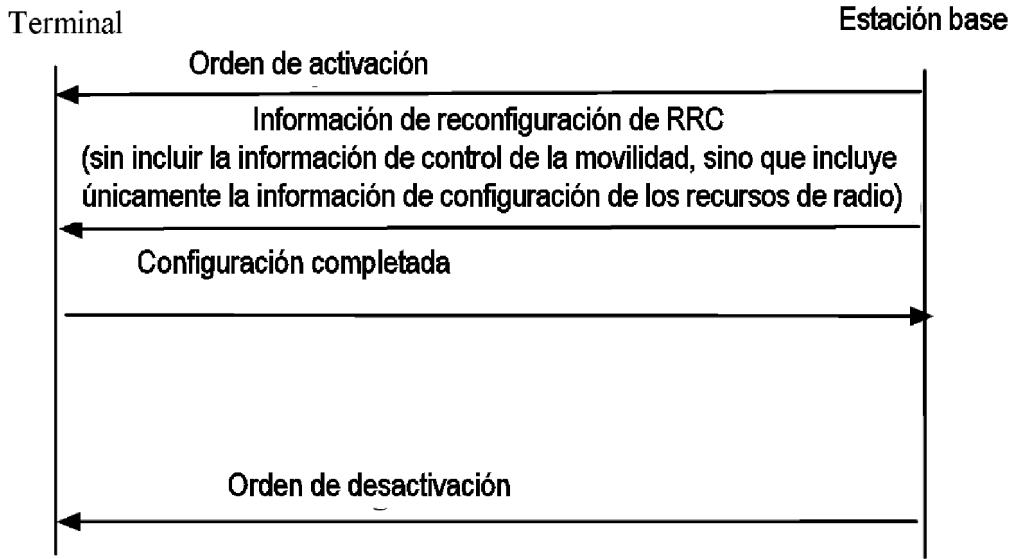 Terminal
Estación base
Orden de activación
Información de reconfiguración de RRC
(sin incluir la información de control de la movilidad, sino que incluye
únicamente la información de configuración de los recursos de radio)
Configuración completada
Orden de desactivación